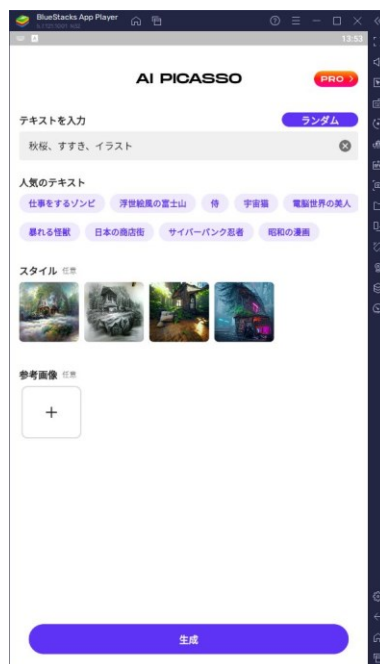 BlueStacks App Player
13:53
AI PICASSO
PRO >
テキストを入力
ランダム
秋桜、すすき、イラスト
人気のテキスト
仕事をするゾンビ 浮世絵風の富士山 侍 宇宙猫 電脳世界の美人
暴れる怪獣 日本の商店街 サイバーパンク忍者 昭和の漫画
スタイル 任意
参考画像 任意
+
生成